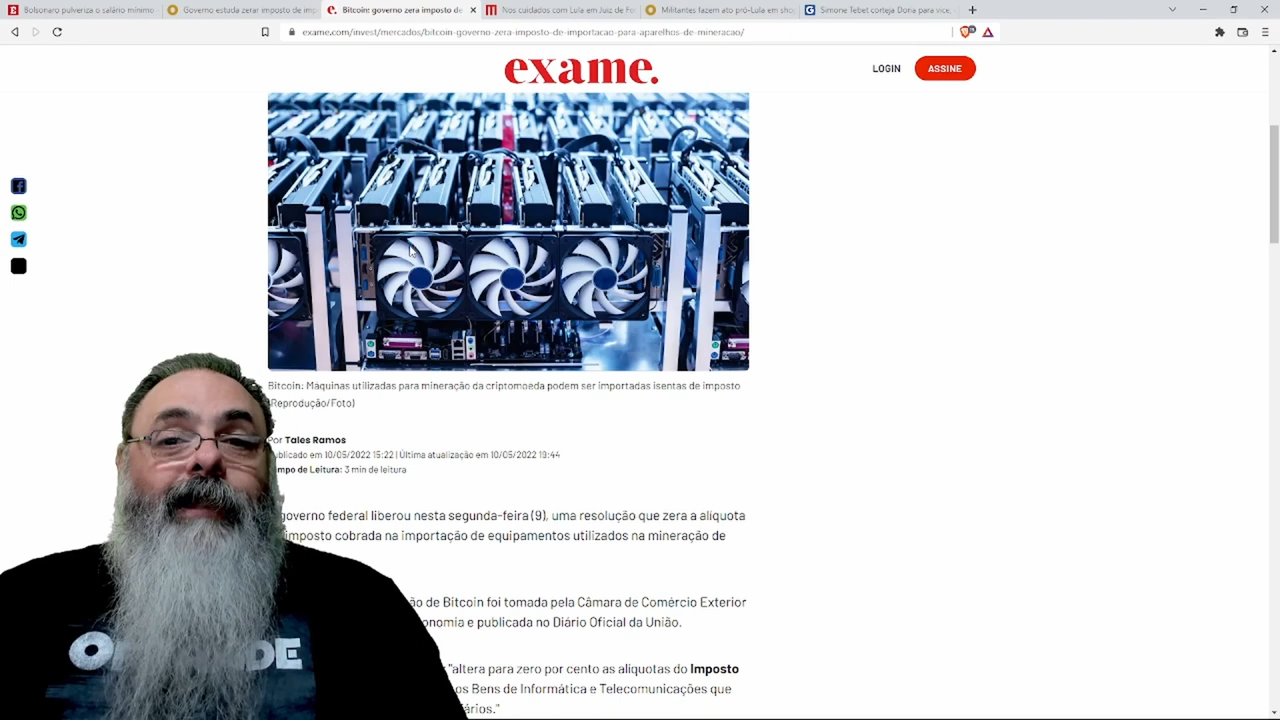 Bolsonaro pulveriza o salário mínimo
Governo estuda zerar imposto de imp
Bitcoin: governo zera imposto de
Nos cuidados com Lula em Juiz de For
Militantes fazem ato pró-Lula em shop
Simone Tebet corteja Doria para vice,
exame.com/invest/mercados/bitcoin-governo-zera-imposto-de-importacao-para-aparelhos-de-mineracao/
exame.
LOGIN
ASSINE
Bitcoin: Máquinas utilizadas para mineração da criptomoeda podem ser importadas isentas de imposto
(Reprodução/Foto)
Por Tales Ramos
ublicado em 10/05/2022 15:22 | Última atualização em 10/05/2022 19:44
mpo de Leitura: 3 min de leitura
governo federal liberou nesta segunda-feira (9), uma resolução que zera a alíquota
imposto cobrada na importação de equipamentos utilizados na mineração de
ão de Bitcoin foi tomada pela Câmara de Comércio Exterior
onomia e publicada no Diário Oficial da União.
"altera para zero por cento as alíquotas do Imposto
os Bens de Informática e Telecomunicações que
ários."